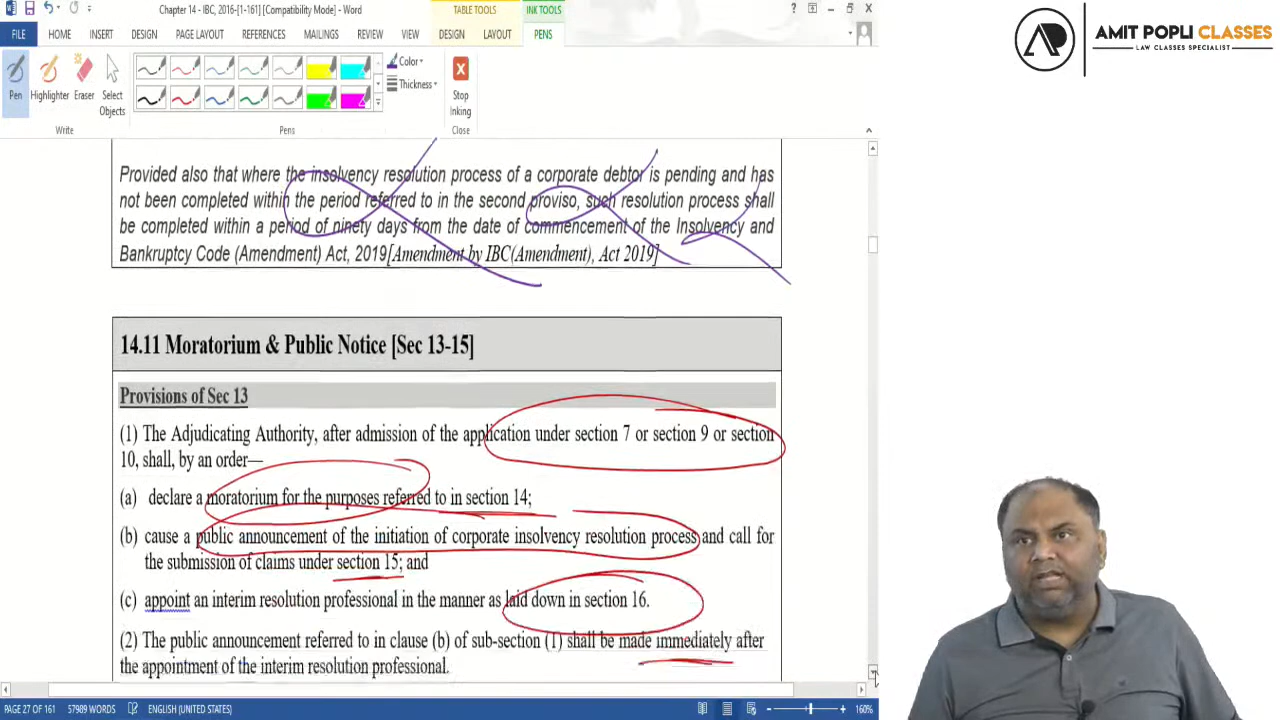 Chapter 14 - IBC, 2016-[1-161] [Compatibility Mode] - Word
TABLE TOOLS
INK TOOLS
FILE
HOME
INSERT
DESIGN
PAGE LAYOUT
REFERENCES
MAILINGS
REVIEW
VIEW
DESIGN
LAYOUT
PENS
Pen
Highlighter
Eraser
Select Objects
Color
Thickness
Stop Inking
Write
Pens
Close
AMIT POPLI CLASSES
LAW CLASSES SPECIALIST
Provided also that where the insolvency resolution process of a corporate debtor is pending and has
not been completed within the period referred to in the second proviso, such resolution process shall
be completed within a period of ninety days from the date of commencement of the Insolvency and
Bankruptcy Code (Amendment) Act, 2019[Amendment by IBC(Amendment), Act 2019]
14.11 Moratorium & Public Notice [Sec 13-15]
Provisions of Sec 13
(1) The Adjudicating Authority, after admission of the application under section 7 or section 9 or section
10, shall, by an order—
(a) declare a moratorium for the purposes referred to in section 14;
(b) cause a public announcement of the initiation of corporate insolvency resolution process and call for
the submission of claims under section 15; and
(c) appoint an interim resolution professional in the manner as laid down in section 16.
(2) The public announcement referred to in clause (b) of sub-section (1) shall be made immediately after
the appointment of the interim resolution professional.
PAGE 27 OF 161
57989 WORDS
ENGLISH (UNITED STATES)
160%